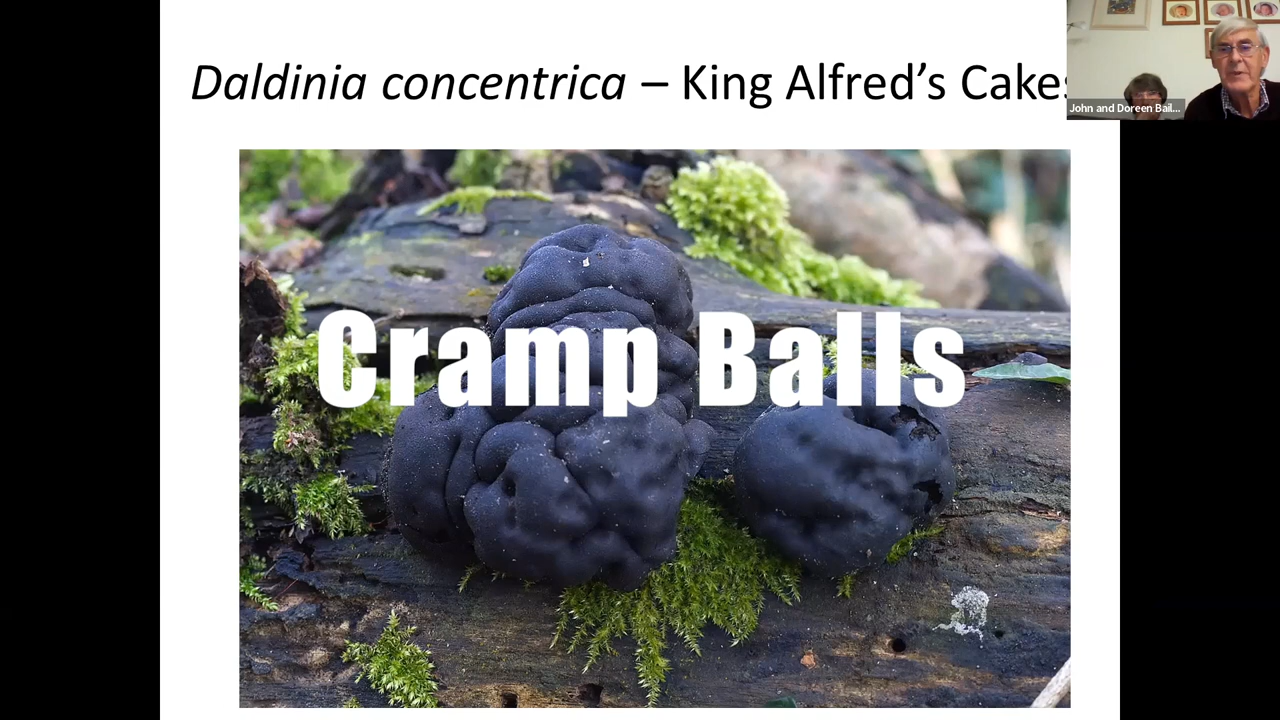 Daldinia concentrica – King Alfred’s Cakes
John and Doreen Bail...
Cramp Balls